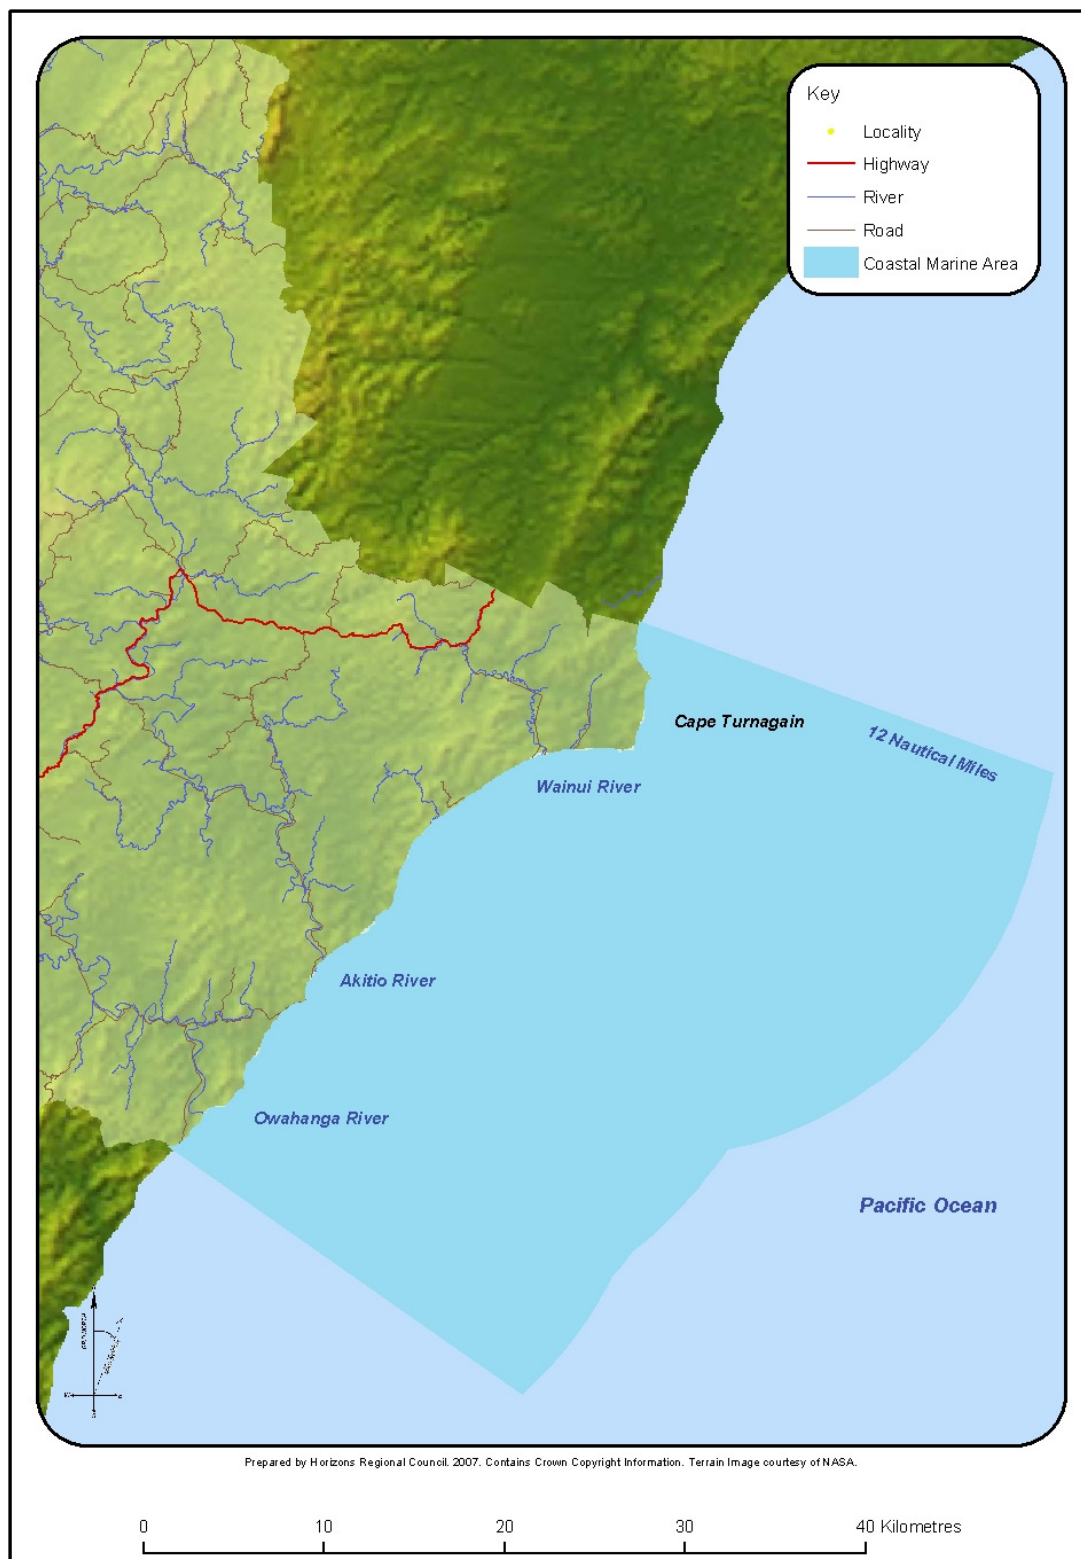 Key
Locality
Highway
River
Road
Coastal Marine Area
Cape Turnagain
12 Nautical Miles
Wainui River
Akitio River
Owahanga River
Pacific Ocean
Prepared by Horizons Regional Council. 2007. Contains Crown Copyright Information. Terrain Image courtesy of NASA.
0 10 20 30 40 Kilometres